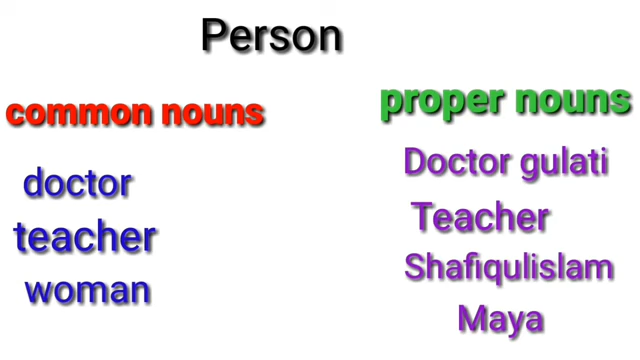 Person
common nouns
proper nouns
doctor
teacher
woman
Doctor gulati
Teacher
Shafiqulislam
Maya